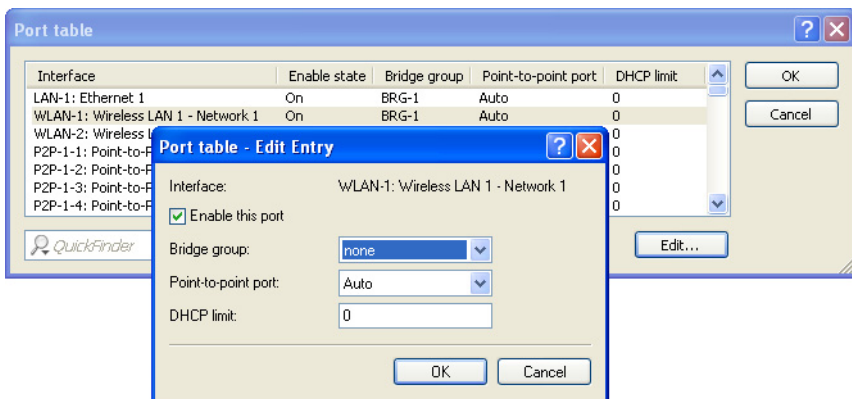 Port table
Interface Enable state Bridge group Point-to-point port DHCP limit
LAN-1: Ethernet 1 On BRG-1 Auto 0
WLAN-1: Wireless LAN 1 - Network 1 On BRG-1 Auto 0
WLAN-2: Wireless L 0
P2P-1-1: Point-to-P 0
P2P-1-2: Point-to-P 0
P2P-1-3: Point-to-P 0
P2P-1-4: Point-to-P 0
OK
Cancel
QuickFinder
Edit...
Port table - Edit Entry
Interface: WLAN-1: Wireless LAN 1 - Network 1
Enable this port
Bridge group: none
Point-to-point port: Auto
DHCP limit: 0
OK Cancel